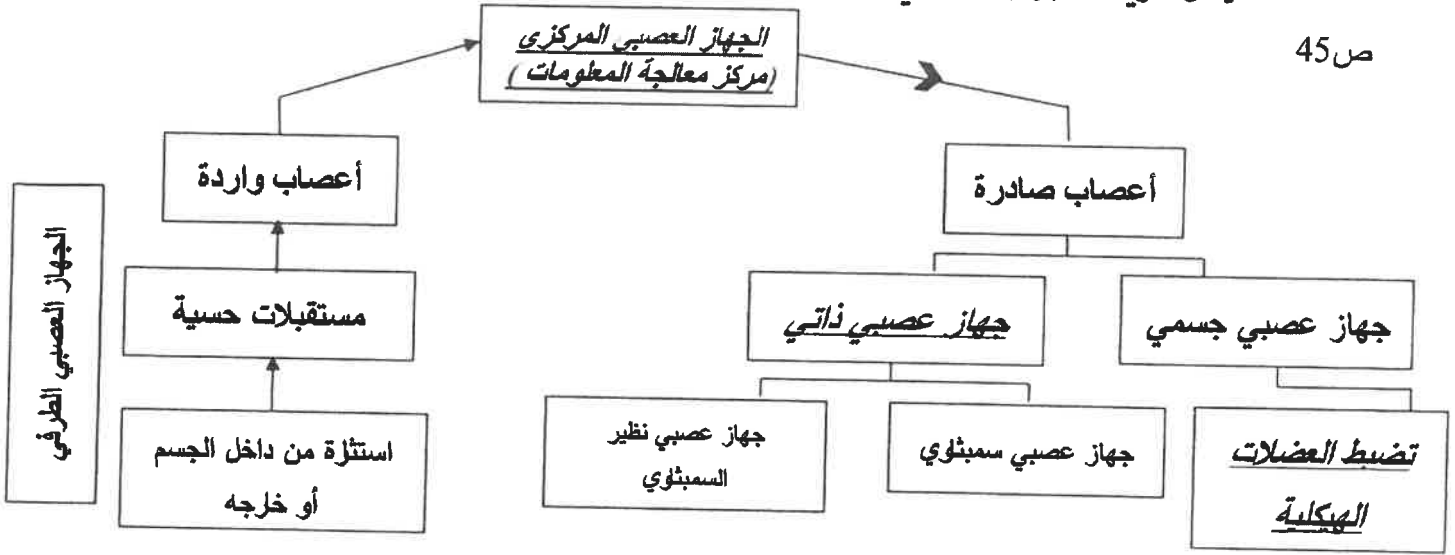 ص45
الجهاز العصبي المركزي
(مركز معالجة المعلومات)
أعصاب صادرة
أعصاب واردة
جهاز عصبي جسمي
جهاز عصبي ذاتي
مستقبلات حسية
تضبط العضلات
الهيكلية
جهاز عصبي سمبثاوي
جهاز عصبي نظير
السمبثاوي
استثارة من داخل الجسم
أو خارجه
الجهاز العصبي الطرفي